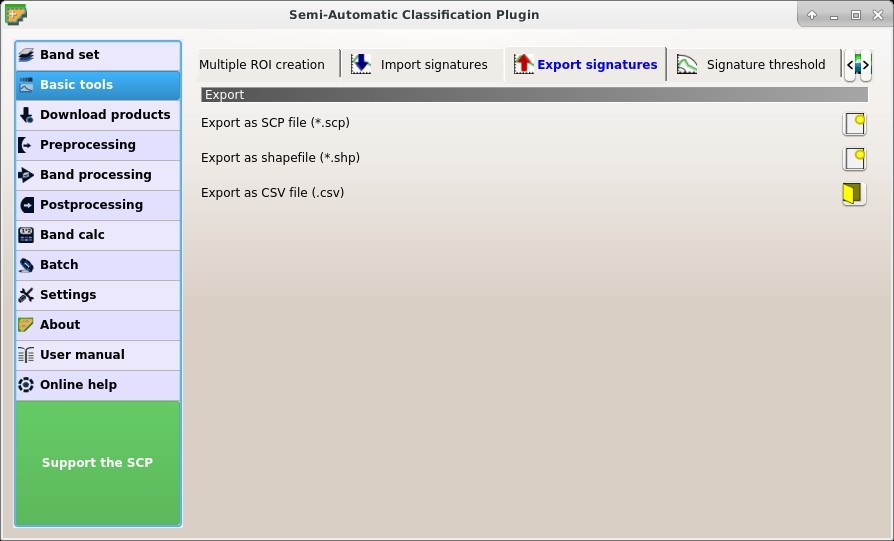 Semi-Automatic Classification Plugin
Band set
Basic tools
Download products
Preprocessing
Band processing
Postprocessing
Band calc
Batch
Settings
About
User manual
Online help
Support the SCP
Multiple ROI creation
Import signatures
Export signatures
Signature threshold
Export
Export as SCP file (*.scp)
Export as shapefile (*.shp)
Export as CSV file (.csv)